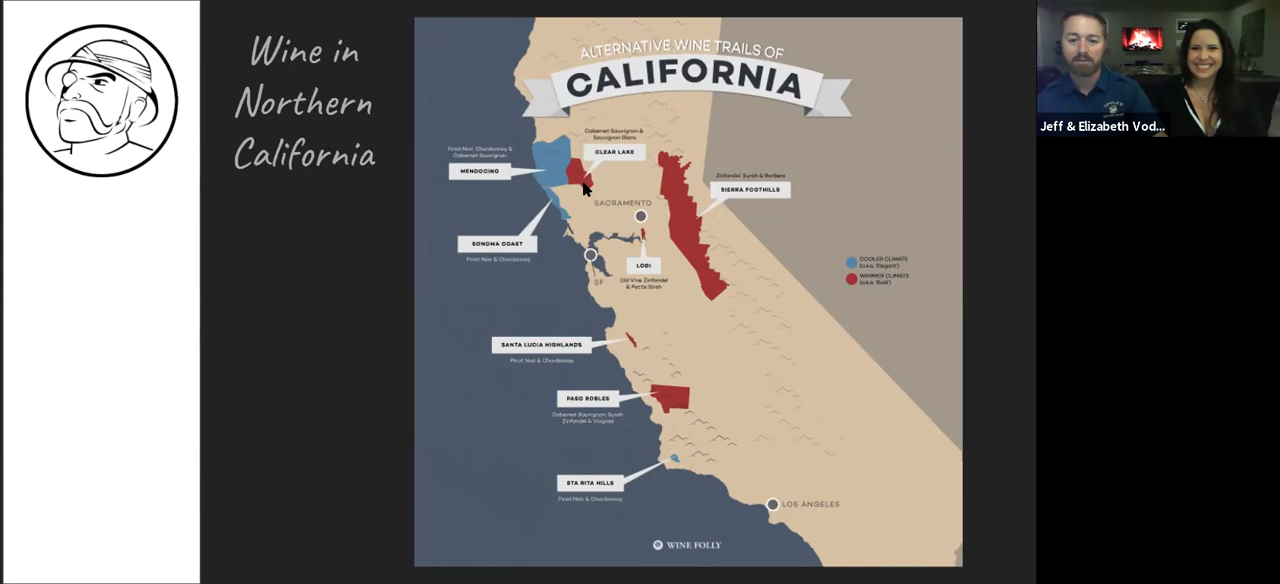 Wine in
Northern
California
ALTERNATIVE WINE TRAILS OF
CALIFORNIA
Cabernet Sauvignon &
Sauvignon Blanc
CLEAR LAKE
Pinot Noir, Chardonnay &
Cabernet Sauvignon
MENDOCINO
Zinfandel, Syrah & Barbera
SIERRA FOOTHILLS
SACRAMENTO
SONOMA COAST
Pinot Noir & Chardonnay
LODI
Old Vine Zinfandel
& Petite Sirah
SF
COOLER CLIMATE
(a.k.a. "Elegant")
WARMER CLIMATE
(a.k.a. "Bold")
SANTA LUCIA HIGHLANDS
Pinot Noir & Chardonnay
PASO ROBLES
Cabernet Sauvignon, Syrah
Zinfandel & Viognier
STA RITA HILLS
Pinot Noir & Chardonnay
LOS ANGELES
WINE FOLLY
Jeff & Elizabeth Vod...